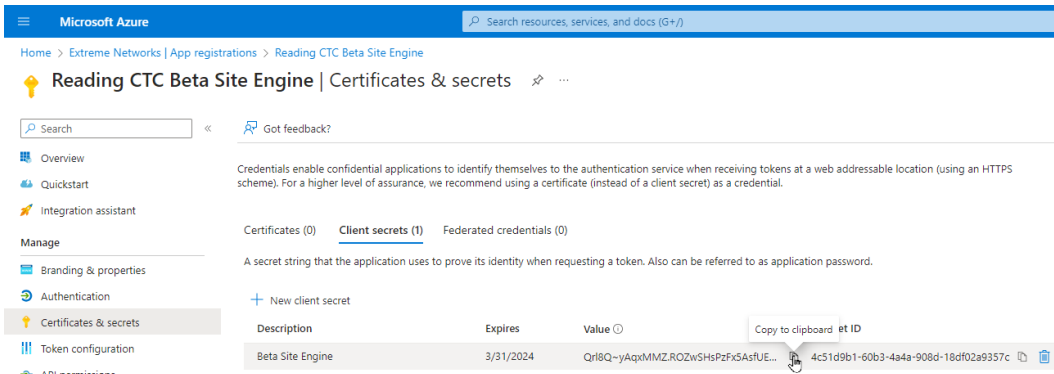 Microsoft Azure
Search resources, services, and docs (G+/)
Home > Extreme Networks | App registrations > Reading CTC Beta Site Engine
Reading CTC Beta Site Engine | Certificates & secrets
Search
Got feedback?
Overview
Quickstart
Integration assistant
Manage
Branding & properties
Authentication
Certificates & secrets
Token configuration
API permissions
Credentials enable confidential applications to identify themselves to the authentication service when receiving tokens at a web addressable location (using an HTTPS
scheme). For a higher level of assurance, we recommend using a certificate (instead of a client secret) as a credential.
Certificates (0) Client secrets (1) Federated credentials (0)
A secret string that the application uses to prove its identity when requesting a token. Also can be referred to as application password.
New client secret
Description Expires Value Copy to clipboard et ID
Beta Site Engine 3/31/2024 QrI8Q~yAqxMMZ.ROZwSHsPzFx5AsfUE... 4c51d9b1-60b3-4a4a-908d-18df02a9357c